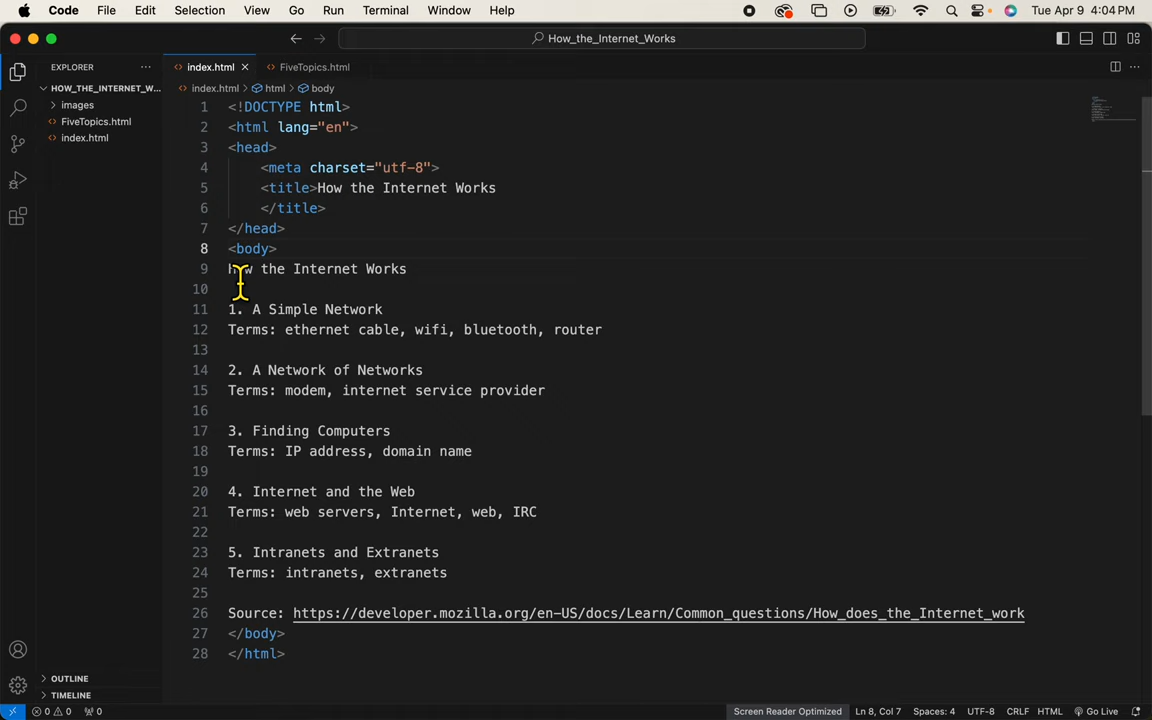 Code File Edit Selection View Go Run Terminal Window Help Tue Apr 9 4:04 PM
How_the_Internet_Works
EXPLORER
index.html
FiveTopics.html
HOW_THE_INTERNET_W...
images
FiveTopics.html
index.html
index.html > html > body
1 <!DOCTYPE html>
2 <html lang="en">
3 <head>
4 <meta charset="utf-8">
5 <title>How the Internet Works
6 </title>
7 </head>
8 <body>
9 how the Internet Works
10
11 1. A Simple Network
12 Terms: ethernet cable, wifi, bluetooth, router
13
14 2. A Network of Networks
15 Terms: modem, internet service provider
16
17 3. Finding Computers
18 Terms: IP address, domain name
19
20 4. Internet and the Web
21 Terms: web servers, Internet, web, IRC
22
23 5. Intranets and Extranets
24 Terms: intranets, extranets
25
26 Source: https://developer.mozilla.org/en-US/docs/Learn/Common_questions/How_does_the_Internet_work
27 </body>
28 </html>
OUTLINE
TIMELINE
0 0 0 Screen Reader Optimized Ln 8, Col 7 Spaces: 4 UTF-8 CRLF HTML Go Live